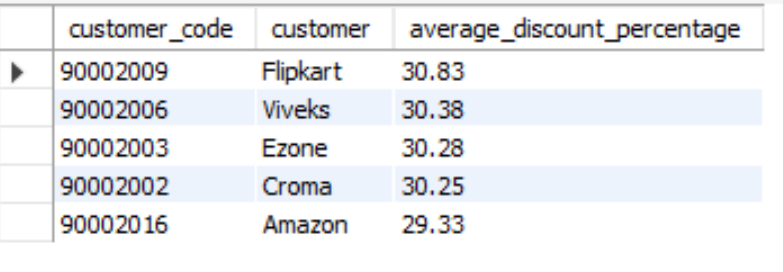 customer_code customer average_discount_percentage
90002009 Flipkart 30.83
90002006 Viveks 30.38
90002003 Ezone 30.28
90002002 Croma 30.25
90002016 Amazon 29.33